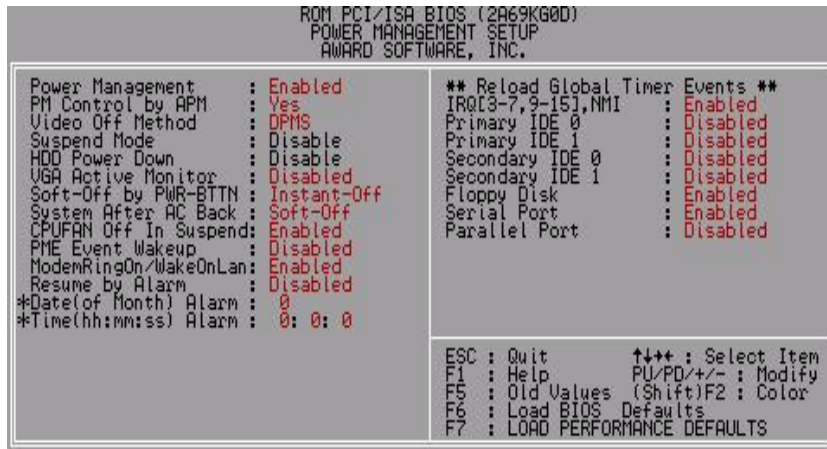 ROM PCI/ISA BIOS (2A69KG0D)
POWER MANAGEMENT SETUP
AWARD SOFTWARE, INC.
Power Management : Enabled
PM Control by APM : Yes
Video Off Method : DPMS
Suspend Mode : Disable
HDD Power Down : Disable
VGA Active Monitor : Disabled
Soft-Off by PWR-BTTN : Instant-Off
System After AC Back : Soft-Off
CPUFAN Off In Suspend: Enabled
PME Event Wakeup : Disabled
ModemRingOn/WakeOnLan: Enabled
Resume by Alarm : Disabled
*Date(of Month) Alarm : 0
*Time(hh:mm:ss) Alarm : 0: 0: 0
** Reload Global Timer Events **
IRQ[3-7,9-15],NMI : Enabled
Primary IDE 0 : Disabled
Primary IDE 1 : Disabled
Secondary IDE 0 : Disabled
Secondary IDE 1 : Disabled
Floppy Disk : Enabled
Serial Port : Enabled
Parallel Port : Disabled
ESC : Quit ↑↓→← : Select Item
F1 : Help PU/PD/+/- : Modify
F5 : Old Values (Shift)F2 : Color
F6 : Load BIOS Defaults
F7 : LOAD PERFORMANCE DEFAULTS